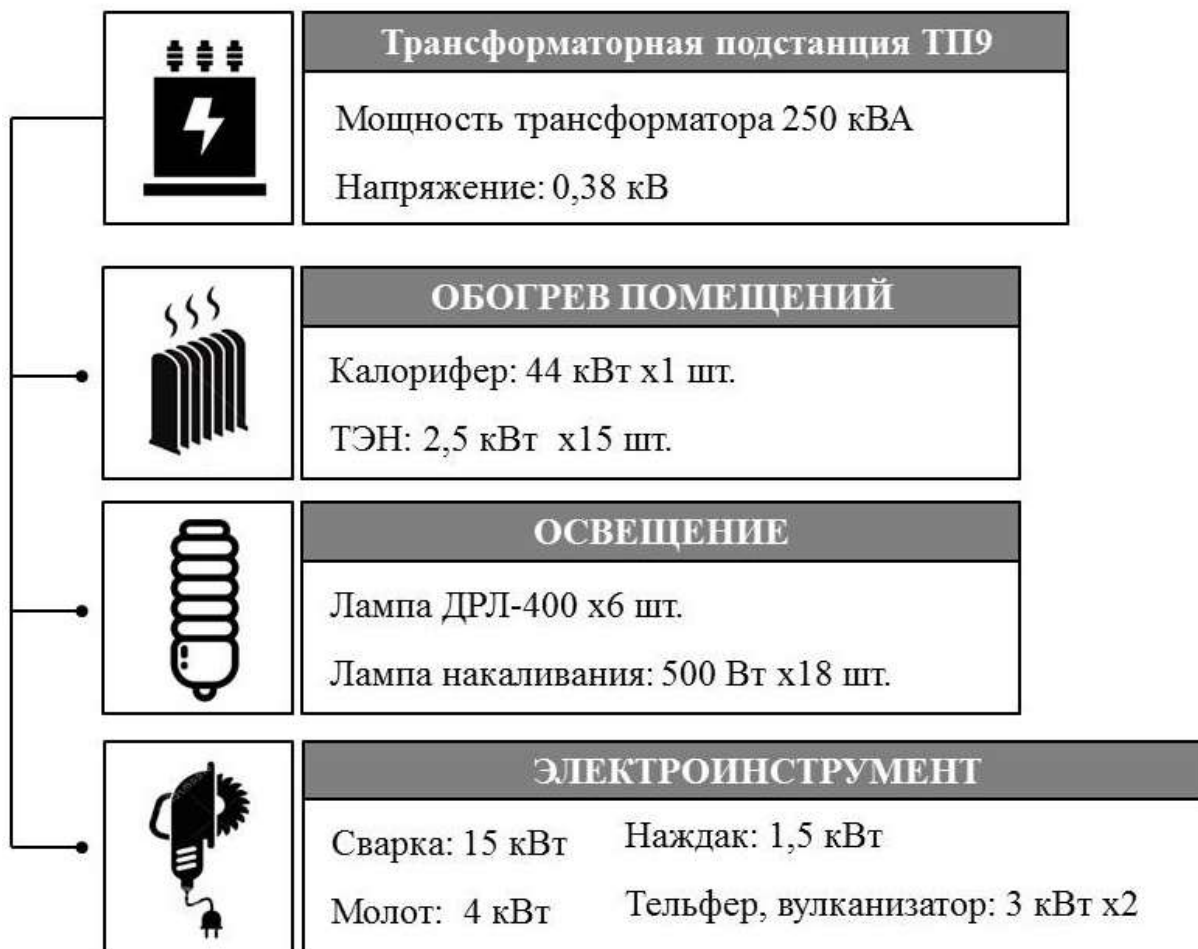 Трансформаторная подстанция ТП9
Мощность трансформатора 250 кВА
Напряжение: 0,38 кВ
ОБОГРЕВ ПОМЕЩЕНИЙ
Калорифер: 44 кВт х1 шт.
ТЭН: 2,5 кВт х15 шт.
ОСВЕЩЕНИЕ
Лампа ДРЛ-400 х6 шт.
Лампа накаливания: 500 Вт х18 шт.
ЭЛЕКТРОИНСТРУМЕНТ
Сварка: 15 кВт
Наждак: 1,5 кВт
Молот: 4 кВт
Тельфер, вулканизатор: 3 кВт х2